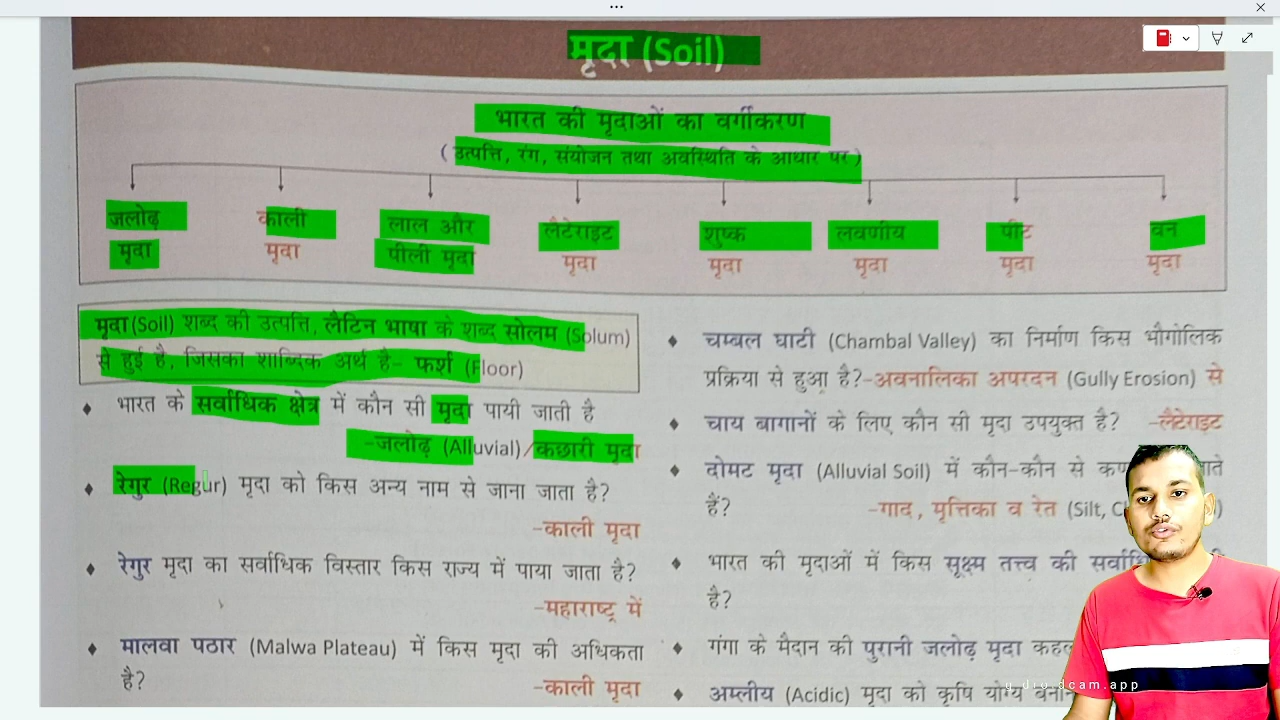 मृदा (Soil)
भारत की मृदाओं का वर्गीकरण
( उत्पत्ति, रंग, संयोजन तथा अवस्थिति के आधार पर )
जलोढ़ मृदा
काली मृदा
लाल और पीली मृदा
लैटेराइट मृदा
शुष्क मृदा
लवणीय मृदा
पीट मृदा
वन मृदा
मृदा (Soil) शब्द की उत्पत्ति, लैटिन भाषा के शब्द सोलम (Solum)
से हुई है, जिसका शाब्दिक अर्थ है- फर्श (Floor)
♦ भारत के सर्वाधिक क्षेत्र में कौन सी मृदा पायी जाती है
-जलोढ़ (Alluvial)/कछारी मृदा
♦ रेगुर (Regur) मृदा को किस अन्य नाम से जाना जाता है?
-काली मृदा
♦ रेगुर मृदा का सर्वाधिक विस्तार किस राज्य में पाया जाता है?
-महाराष्ट्र में
♦ मालवा पठार (Malwa Plateau) में किस मृदा की अधिकता
है?
-काली मृदा
♦ चम्बल घाटी (Chambal Valley) का निर्माण किस भौगोलिक
प्रक्रिया से हुआ है?-अवनालिका अपरदन (Gully Erosion) से
♦ चाय बागानों के लिए कौन सी मृदा उपयुक्त है? -लैटेराइट
♦ दोमट मृदा (Alluvial Soil) में कौन-कौन से
हैं?
-गाद, मृत्तिका व रेत (Silt,
♦ भारत की मृदाओं में किस सूक्ष्म तत्त्व की
है?
♦ गंगा के मैदान की पुरानी जलोढ़ मृदा
♦ अम्लीय (Acidic) मृदा को कृषि योग्य